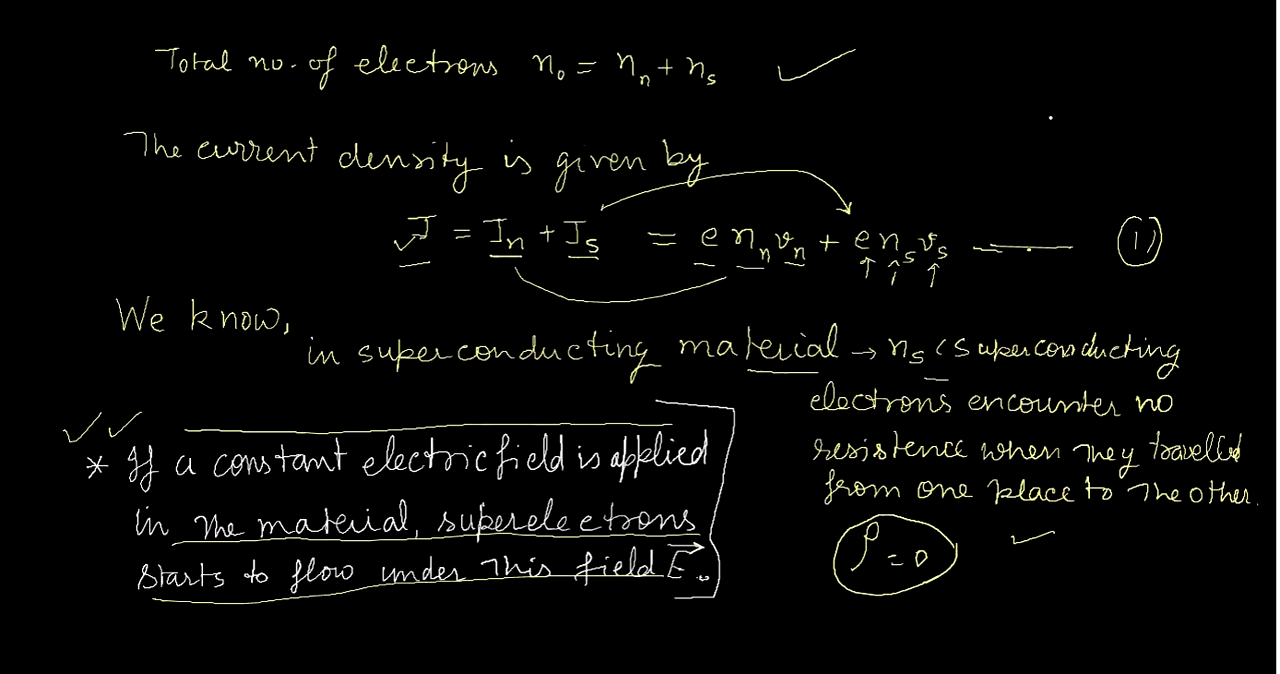 Total no. of electrons n₀ = nₙ + nₛ
The current density is given by
J = Jₙ + Jₛ = e nₙ vₙ + e nₛ vₛ (1)
We know,
in superconducting material → nₛ (superconducting
electrons encounter no
resistence when they travelled
from one place to the other.
ρ = 0
* If a constant electric field is applied
in the material, superelectrons
starts to flow under this field E⃗.